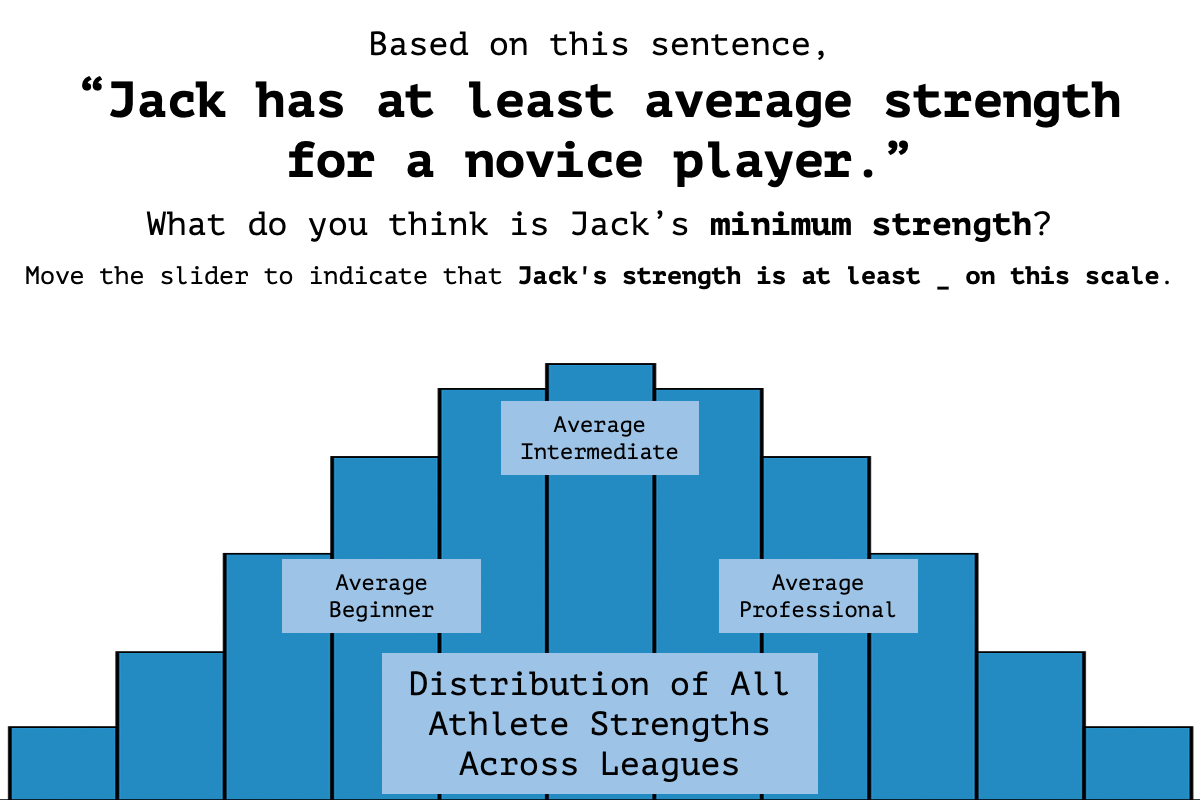 Based on this sentence,
“Jack has at least average strength
for a novice player.”
What do you think is Jack’s minimum strength?
Move the slider to indicate that Jack's strength is at least _ on this scale.
Average
Intermediate
Average
Beginner
Average
Professional
Distribution of All
Athlete Strengths
Across Leagues